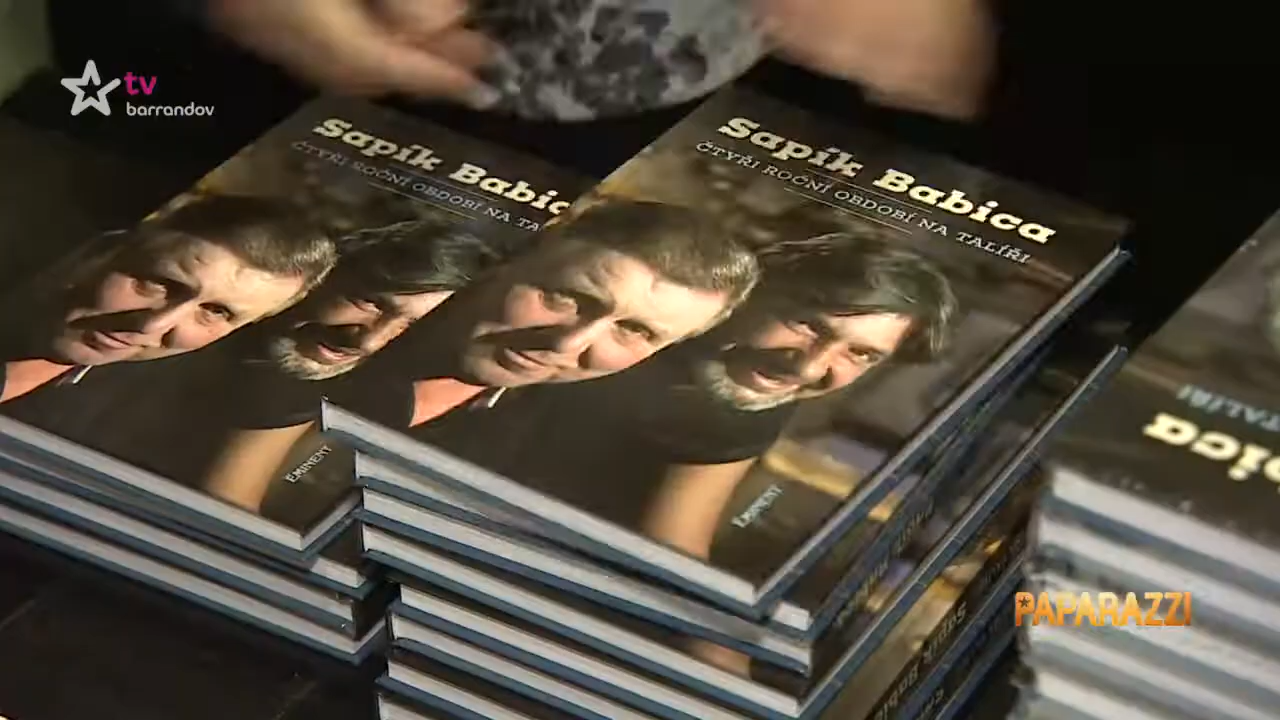 tv
barrandov
Sapík Babica
ČTYŘI ROČNÍ OBDOBÍ NA TALÍŘI
EMINENT
Sapík Babica
ČTYŘI ROČNÍ OBDOBÍ NA
EMINENT
TALÍŘI
PAPARAZZI